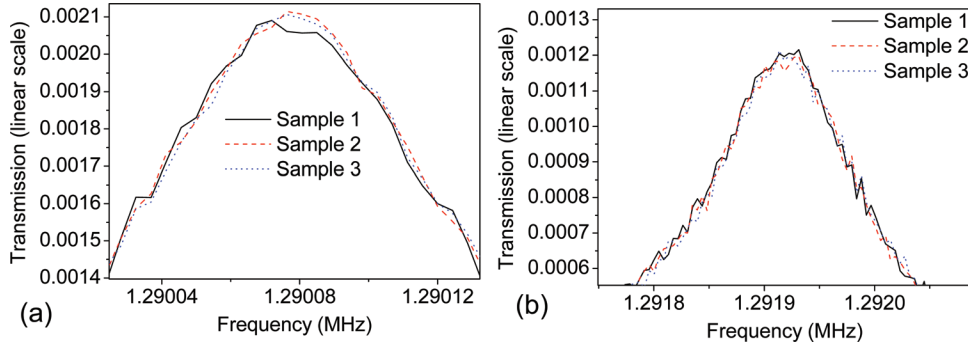 0.0021
0.0020
0.0019
0.0018
0.0017
0.0016
0.0015
0.0014
Transmission (linear scale)
Sample 1
Sample 2
Sample 3
1.29004
1.29008
1.29012
Frequency (MHz)
(a)
0.0013
0.0012
0.0011
0.0010
0.0009
0.0008
0.0007
0.0006
Transmission (linear scale)
Sample 1
Sample 2
Sample 3
1.2918
1.2919
1.2920
Frequency (MHz)
(b)